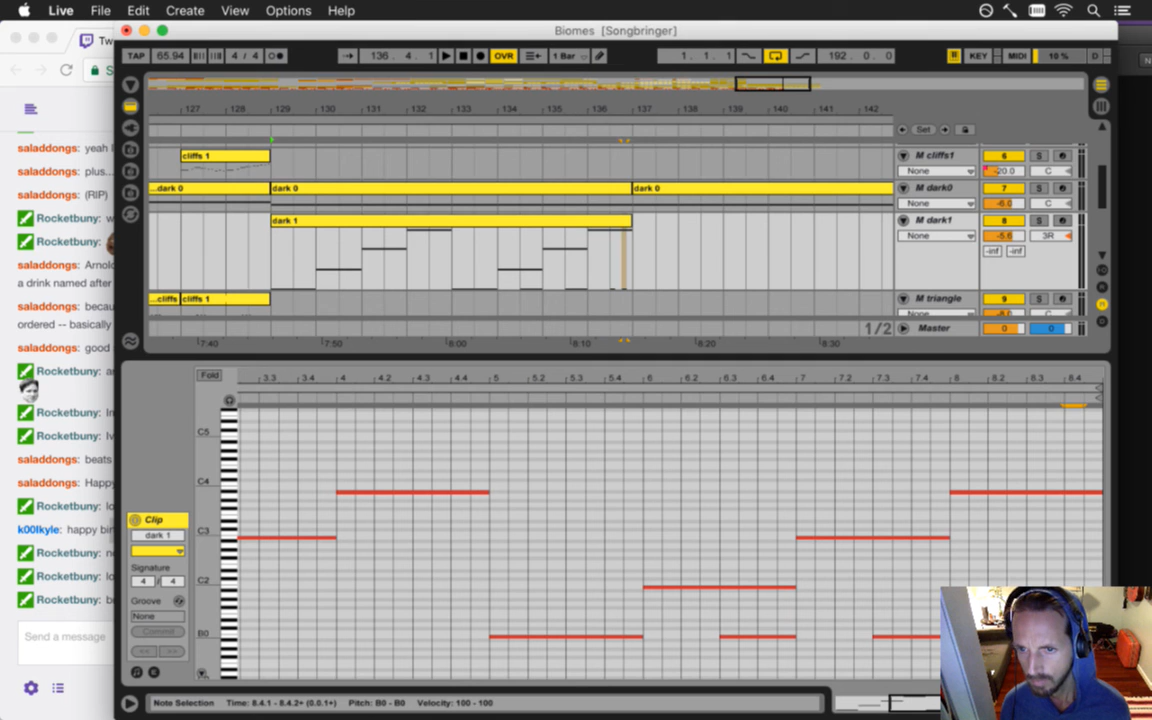 Live File Edit Create View Options Help
Tw
S
Biomes [Songbringer]
TAP 65.94 4 / 4 136. 4. 1 OVR 1 Bar 1. 1. 1 192. 0. 0 KEY MIDI 10 % D
127 128 129 130 131 132 133 134 135 136 137 138 139 140 141 142
Set
cliffs 1
M cliffs1 6 S
None -20.0 C
...dark 0 dark 0 dark 0
M dark0 7 S
None -6.0 C
dark 1
M dark1 8 S
None -5.6 3R
-inf -inf
...cliffs cliffs 1
M triangle 9 S
None -8.0 C
1/2 Master 0 0
7:40 7:50 8:00 8:10 8:20 8:30
saladdongs: yeah
saladdongs: plus...
saladdongs: (RIP)
Rocketbuny: w
Rocketbuny:
saladdongs: Arnold
a drink named after
saladdongs: becau
ordered -- basically
saladdongs: good
Rocketbuny: a
Rocketbuny:
Rocketbuny:
saladdongs: beats
saladdongs: Happy
Rocketbuny: lo
k00lkyle: happy bir
Rocketbuny: n
Rocketbuny: lo
Rocketbuny: b
Send a message
Fold
3.3 3.4 4 4.2 4.3 4.4 5 5.2 5.3 5.4 6 6.2 6.3 6.4 7 7.2 7.3 7.4 8 8.2 8.3 8.4
C5
C4
C3
C2
B0
Clip
dark 1
Signature
4 / 4
Groove
None
Commit
<< >>
Note Selection Time: 8.4.1 - 8.4.2+ (0.0.1+) Pitch: B0 - B0 Velocity: 100 - 100